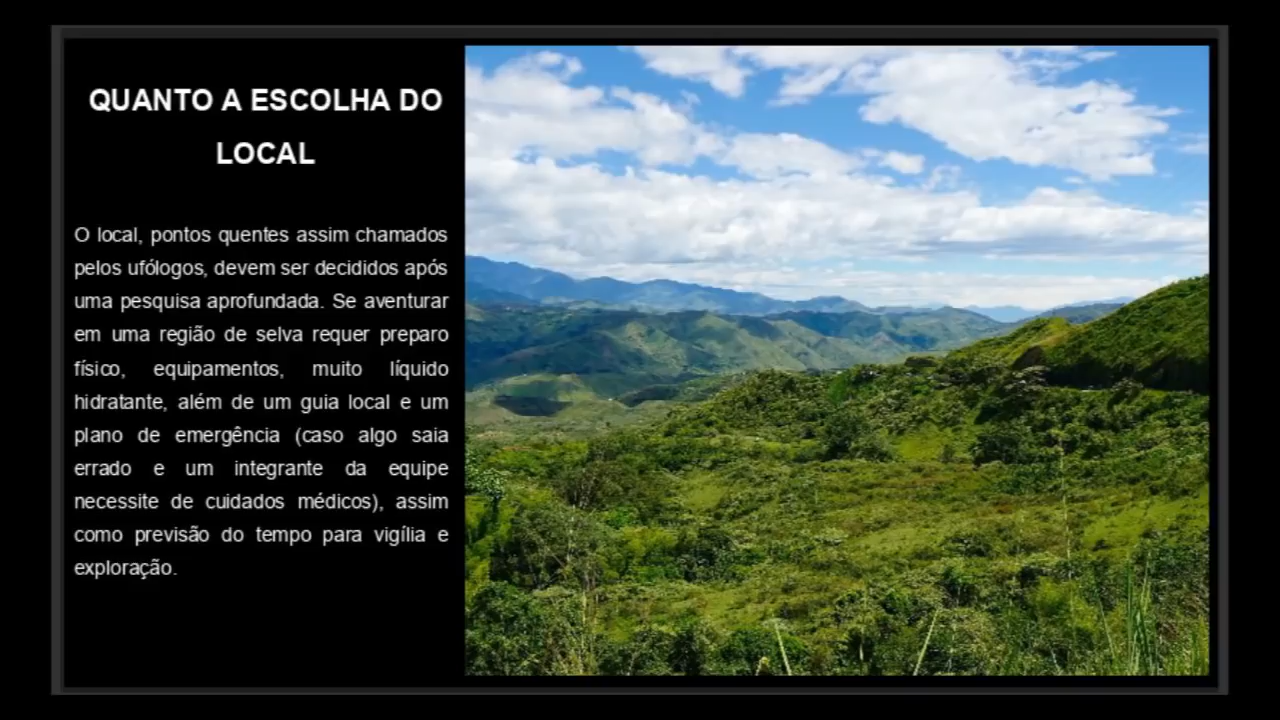 QUANTO A ESCOLHA DO
LOCAL
O local, pontos quentes assim chamados
pelos ufólogos, devem ser decididos após
uma pesquisa aprofundada. Se aventurar
em uma região de selva requer preparo
físico, equipamentos, muito líquido
hidratante, além de um guia local e um
plano de emergência (caso algo saia
errado e um integrante da equipe
necessite de cuidados médicos), assim
como previsão do tempo para vigília e
exploração.